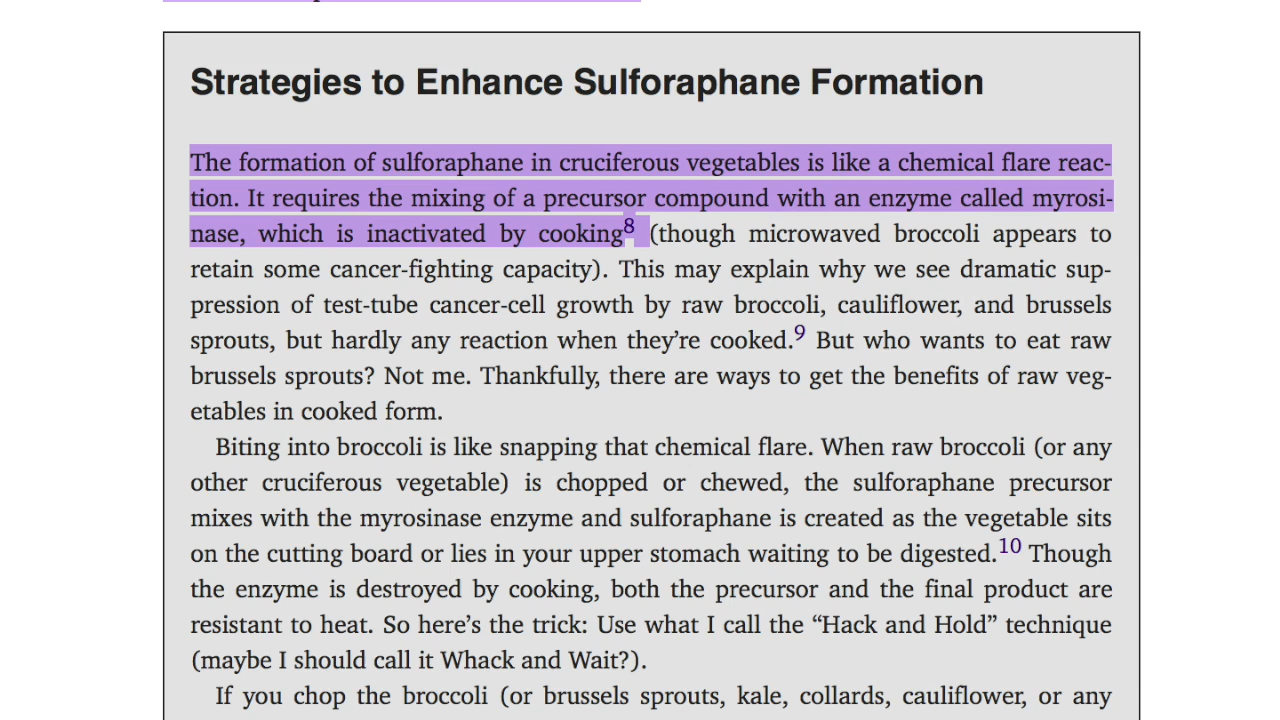 Strategies to Enhance Sulforaphane Formation
The formation of sulforaphane in cruciferous vegetables is like a chemical flare reac-
tion. It requires the mixing of a precursor compound with an enzyme called myrosi-
nase, which is inactivated by cooking8 (though microwaved broccoli appears to
retain some cancer-fighting capacity). This may explain why we see dramatic sup-
pression of test-tube cancer-cell growth by raw broccoli, cauliflower, and brussels
sprouts, but hardly any reaction when they’re cooked.9 But who wants to eat raw
brussels sprouts? Not me. Thankfully, there are ways to get the benefits of raw veg-
etables in cooked form.
Biting into broccoli is like snapping that chemical flare. When raw broccoli (or any
other cruciferous vegetable) is chopped or chewed, the sulforaphane precursor
mixes with the myrosinase enzyme and sulforaphane is created as the vegetable sits
on the cutting board or lies in your upper stomach waiting to be digested.10 Though
the enzyme is destroyed by cooking, both the precursor and the final product are
resistant to heat. So here’s the trick: Use what I call the “Hack and Hold” technique
(maybe I should call it Whack and Wait?).
If you chop the broccoli (or brussels sprouts, kale, collards, cauliflower, or any